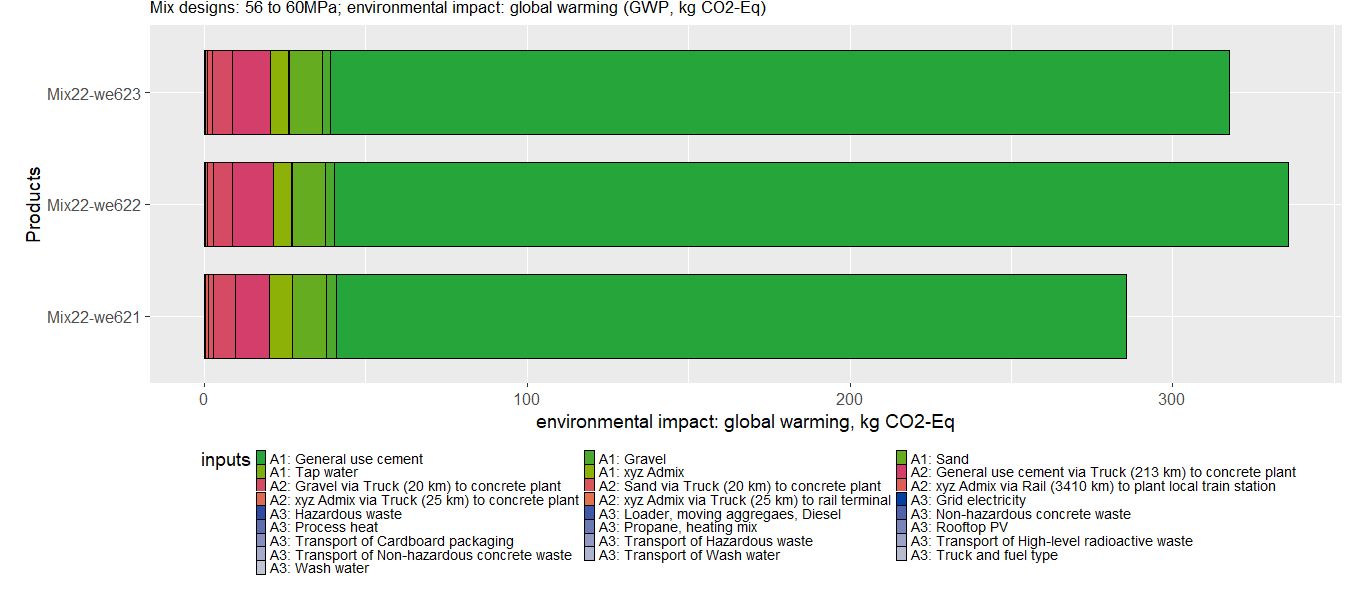 Mix designs: 56 to 60MPa; environmental impact: global warming (GWP, kg CO2-Eq)
Products
Mix22-we623
Mix22-we622
Mix22-we621
0 100 200 300
environmental impact: global warming, kg CO2-Eq
inputs
A1: General use cement A1: Gravel A1: Sand
A1: Tap water A1: xyz Admix A2: General use cement via Truck (213 km) to concrete plant
A2: Gravel via Truck (20 km) to concrete plant A2: Sand via Truck (20 km) to concrete plant A2: xyz Admix via Rail (3410 km) to plant local train station
A2: xyz Admix via Truck (25 km) to concrete plant A2: xyz Admix via Truck (25 km) to rail terminal A3: Grid electricity
A3: Hazardous waste A3: Loader, moving aggregaes, Diesel A3: Non-hazardous concrete waste
A3: Process heat A3: Propane, heating mix A3: Rooftop PV
A3: Transport of Cardboard packaging A3: Transport of Hazardous waste A3: Transport of High-level radioactive waste
A3: Transport of Non-hazardous concrete waste A3: Transport of Wash water A3: Truck and fuel type
A3: Wash water